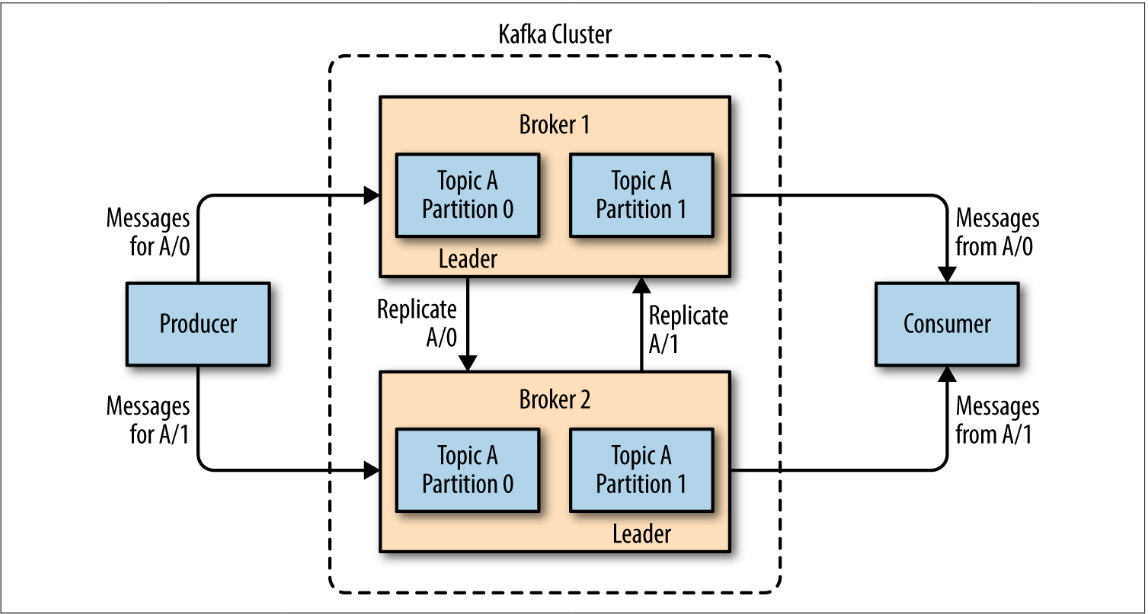 Kafka Cluster
Broker 1
Topic A
Partition 0
Topic A
Partition 1
Leader
Messages
for A/0
Messages
from A/0
Producer
Replicate
A/0
Replicate
A/1
Consumer
Messages
for A/1
Broker 2
Topic A
Partition 0
Topic A
Partition 1
Leader
Messages
from A/1